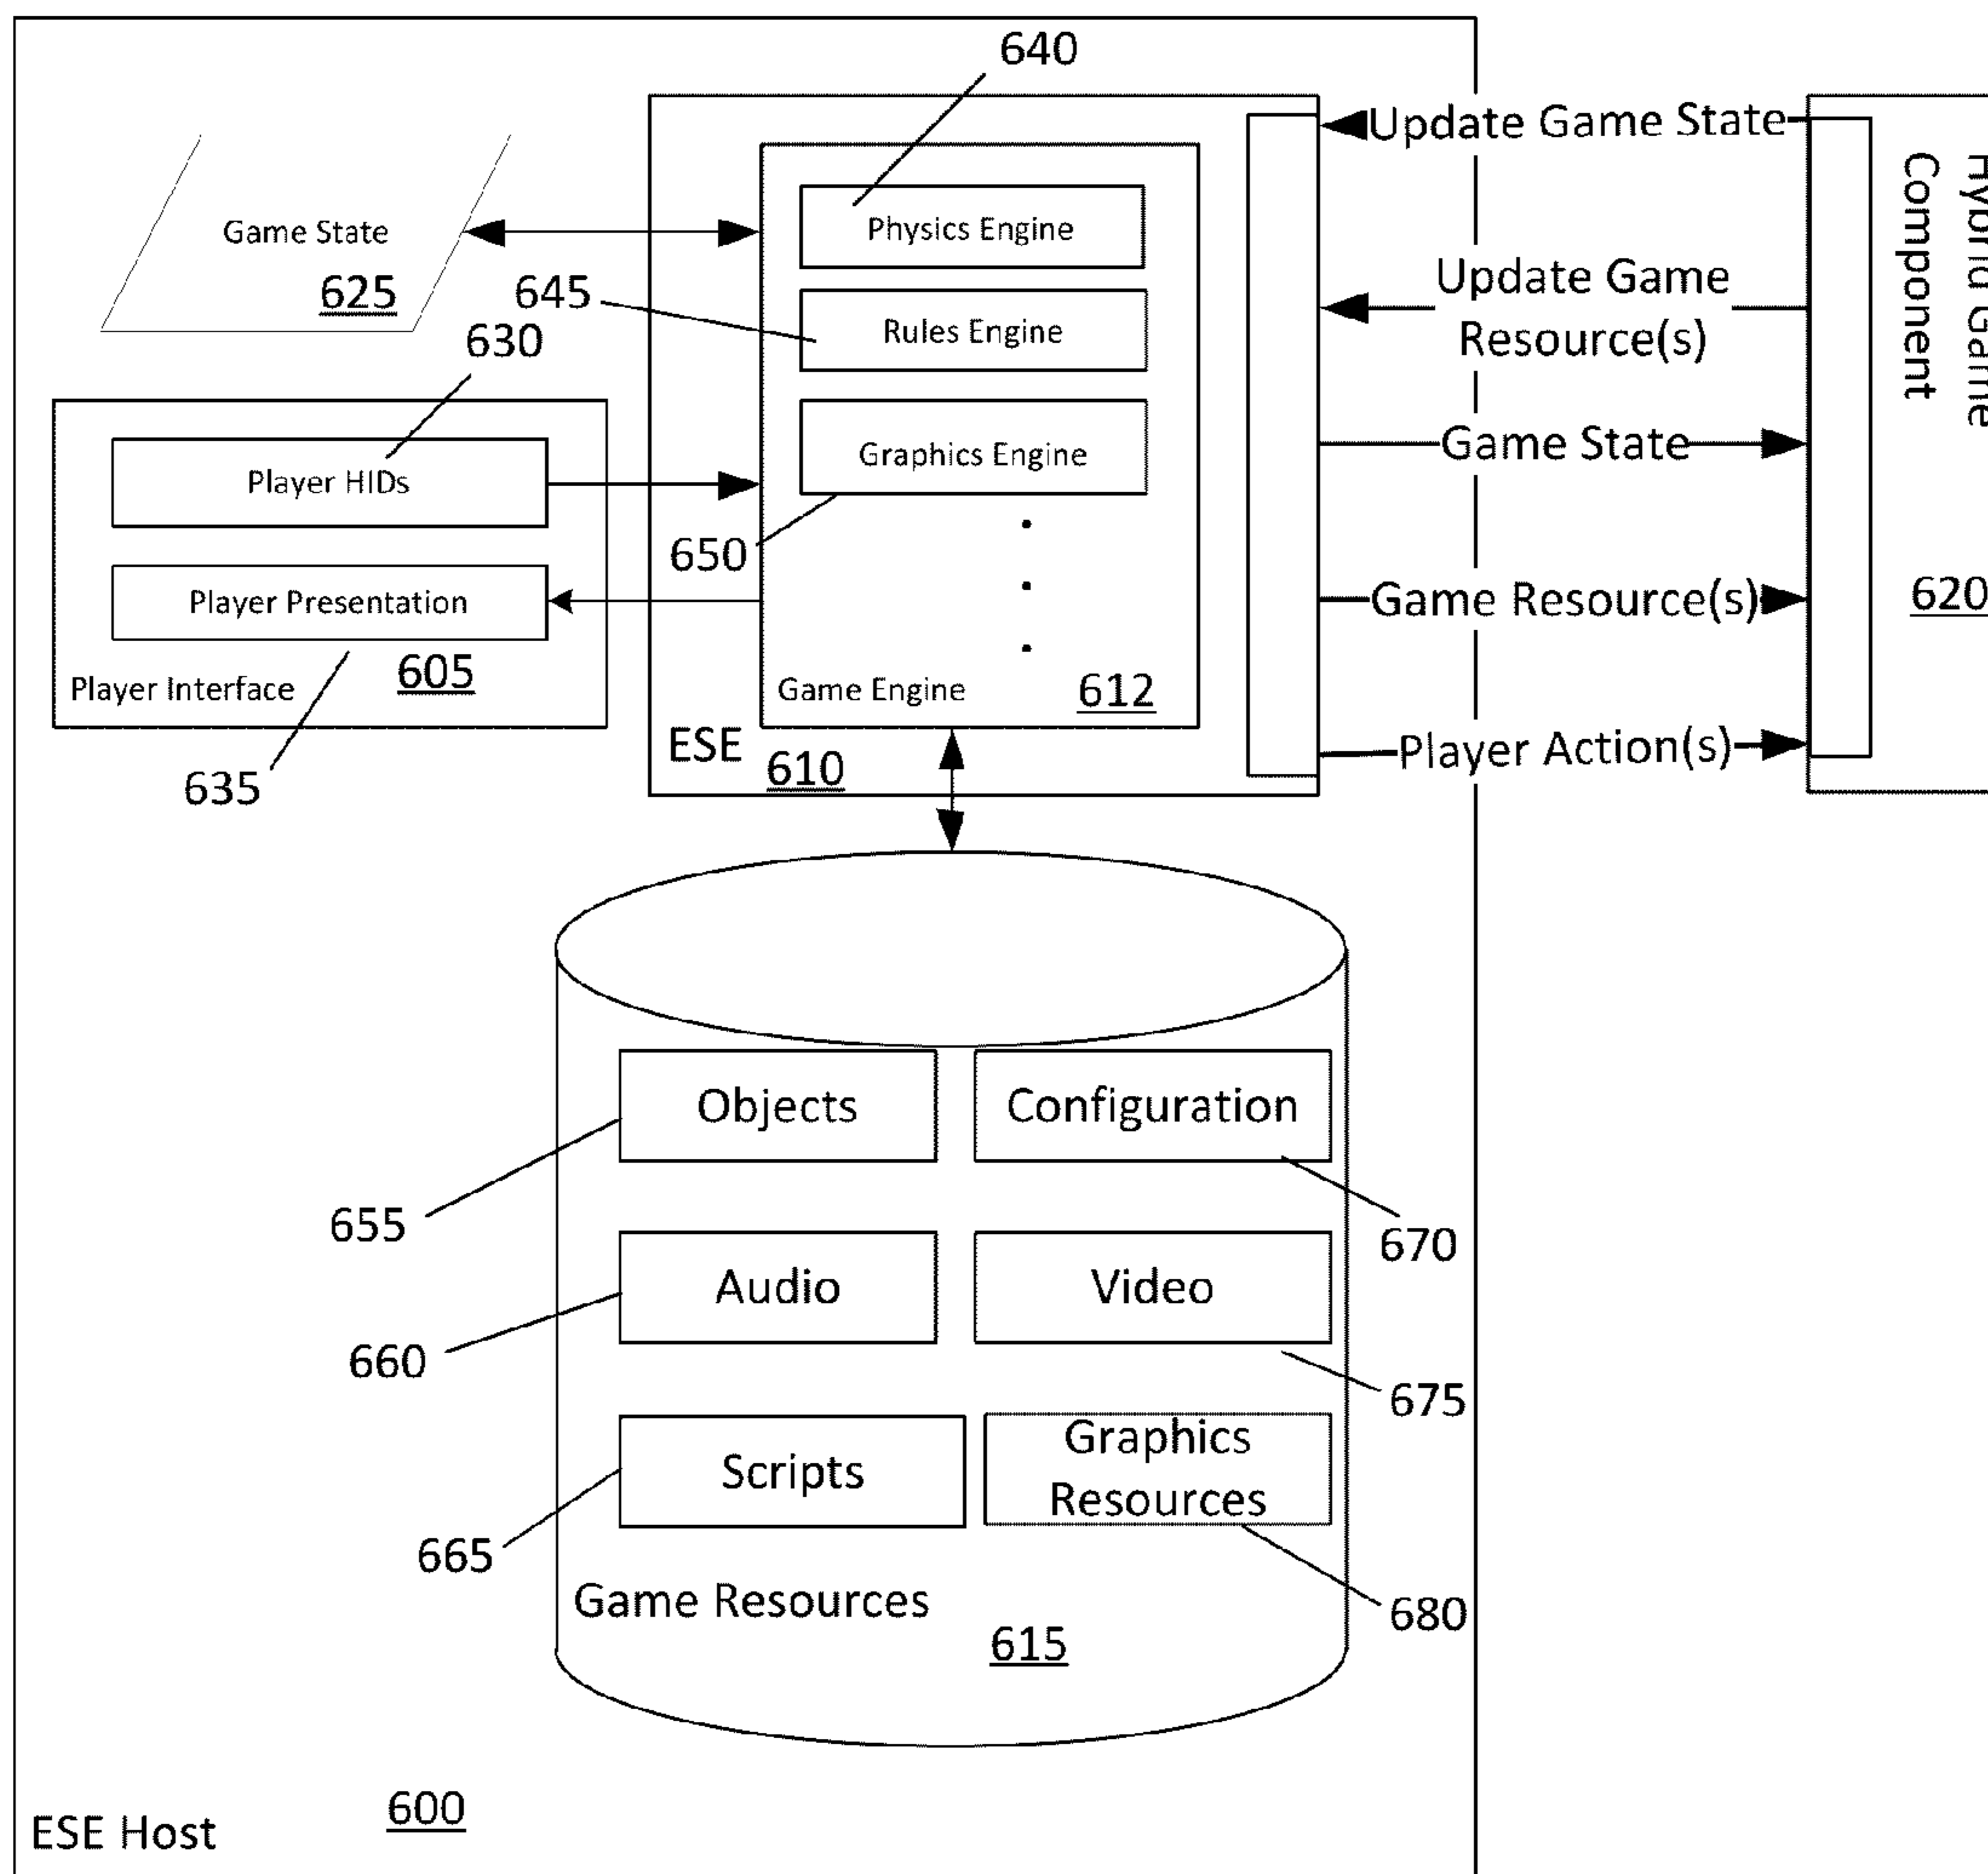 640
Update Game State
Hybrid Game
Component
Physics Engine
Game State
625
645
Update Game
Resource(s)
Rules Engine
630
Game State
Graphics Engine
Player HIDs
650
Player Presentation
Game Resource(s)
620
605
Player Interface
Game Engine
612
ESE
610
Player Action(s)
635
Objects
Configuration
655
670
Audio
Video
660
675
Scripts
Graphics
Resources
665
Game Resources
680
615
600
ESE Host